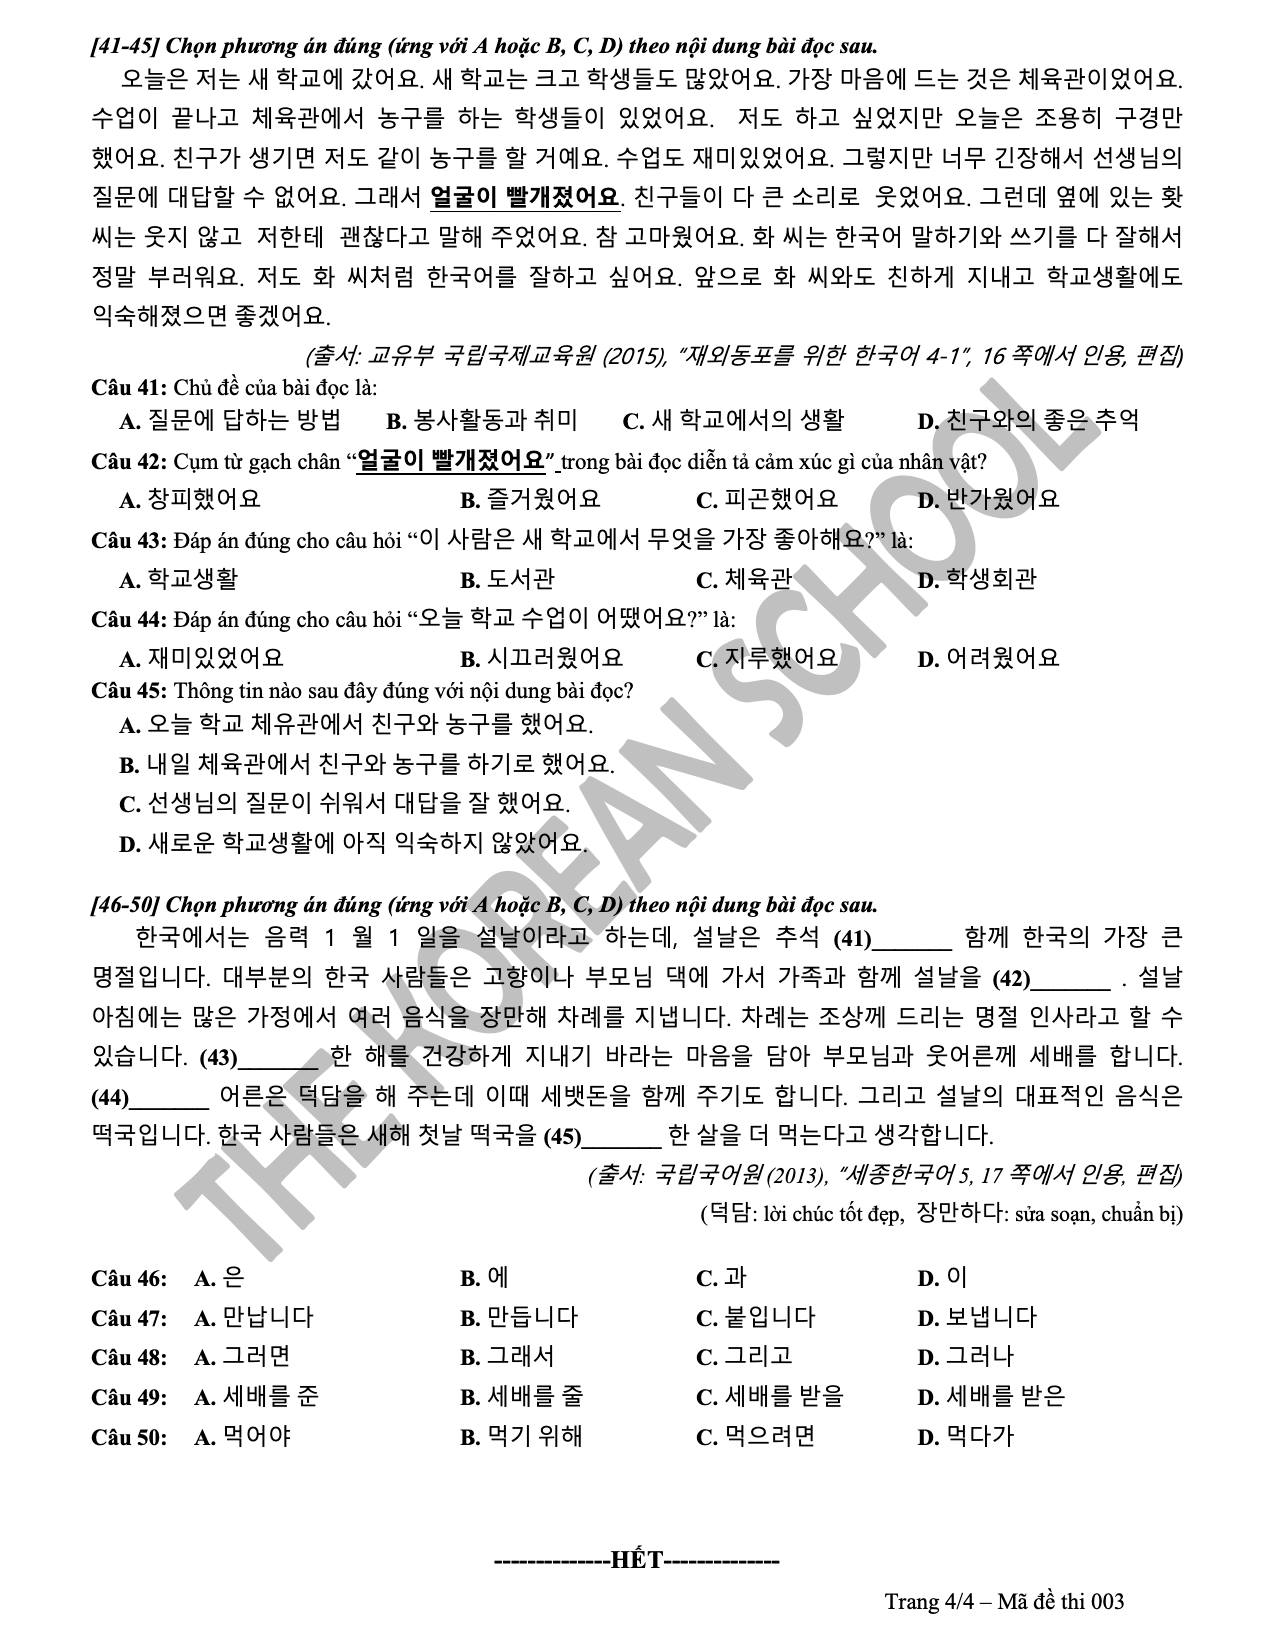 [41-45] Chọn phương án đúng (ứng với A hoặc B, C, D) theo nội dung bài đọc sau.
오늘은 저는 새 학교에 갔어요. 새 학교는 크고 학생들도 많았어요. 가장 마음에 드는 것은 체육관이었어요.
수업이 끝나고 체육관에서 농구를 하는 학생들이 있었어요. 저도 하고 싶었지만 오늘은 조용히 구경만
했어요. 친구가 생기면 저도 같이 농구를 할 거예요. 수업도 재미있었어요. 그렇지만 너무 긴장해서 선생님의
질문에 대답할 수 없어요. 그래서 얼굴이 빨개졌어요. 친구들이 다 큰 소리로 웃었어요. 그런데 옆에 있는 홧
씨는 웃지 않고 저한테 괜찮다고 말해 주었어요. 참 고마웠어요. 화 씨는 한국어 말하기와 쓰기를 다 잘해서
정말 부러워요. 저도 화 씨처럼 한국어를 잘하고 싶어요. 앞으로 화 씨와도 친하게 지내고 학교생활에도
익숙해졌으면 좋겠어요.
(출서: 교유부 국립국제교육원 (2015), “재외동포를 위한 한국어 4-1”, 16 쪽에서 인용, 편집)
Câu 41: Chủ đề của bài đọc là:
A. 질문에 답하는 방법 B. 봉사활동과 취미 C. 새 학교에서의 생활 D. 친구와의 좋은 추억
Câu 42: Cụm từ gạch chân “얼굴이 빨개졌어요” trong bài đọc diễn tả cảm xúc gì của nhân vật?
A. 창피했어요 B. 즐거웠어요 C. 피곤했어요 D. 반가웠어요
Câu 43: Đáp án đúng cho câu hỏi “이 사람은 새 학교에서 무엇을 가장 좋아해요?” là:
A. 학교생활 B. 도서관 C. 체육관 D. 학생회관
Câu 44: Đáp án đúng cho câu hỏi “오늘 학교 수업이 어땠어요?” là:
A. 재미있었어요 B. 시끄러웠어요 C. 지루했어요 D. 어려웠어요
Câu 45: Thông tin nào sau đây đúng với nội dung bài đọc?
A. 오늘 학교 체유관에서 친구와 농구를 했어요.
B. 내일 체육관에서 친구와 농구를 하기로 했어요.
C. 선생님의 질문이 쉬워서 대답을 잘 했어요.
D. 새로운 학교생활에 아직 익숙하지 않았어요.
[46-50] Chọn phương án đúng (ứng với A hoặc B, C, D) theo nội dung bài đọc sau.
한국에서는 음력 1 월 1 일을 설날이라고 하는데, 설날은 추석 (41)_______ 함께 한국의 가장 큰
명절입니다. 대부분의 한국 사람들은 고향이나 부모님 댁에 가서 가족과 함께 설날을 (42)_______ . 설날
아침에는 많은 가정에서 여러 음식을 장만해 차례를 지냅니다. 차례는 조상께 드리는 명절 인사라고 할 수
있습니다. (43)_______ 한 해를 건강하게 지내기 바라는 마음을 담아 부모님과 웃어른께 세배를 합니다.
(44)_______ 어른은 덕담을 해 주는데 이때 세뱃돈을 함께 주기도 합니다. 그리고 설날의 대표적인 음식은
떡국입니다. 한국 사람들은 새해 첫날 떡국을 (45)_______ 한 살을 더 먹는다고 생각합니다.
(출서: 국립국어원 (2013), “세종한국어 5, 17 쪽에서 인용, 편집)
(덕담: lời chúc tốt đẹp, 장만하다: sửa soạn, chuẩn bị)
Câu 46: A. 은 B. 에 C. 과 D. 이
Câu 47: A. 만납니다 B. 만듭니다 C. 붙입니다 D. 보냅니다
Câu 48: A. 그러면 B. 그래서 C. 그리고 D. 그러나
Câu 49: A. 세배를 준 B. 세배를 줄 C. 세배를 받을 D. 세배를 받은
Câu 50: A. 먹어야 B. 먹기 위해 C. 먹으려면 D. 먹다가
--------------HẾT--------------
Trang 4/4 – Mã đề thi 003
THE KOREAN SCHOOL